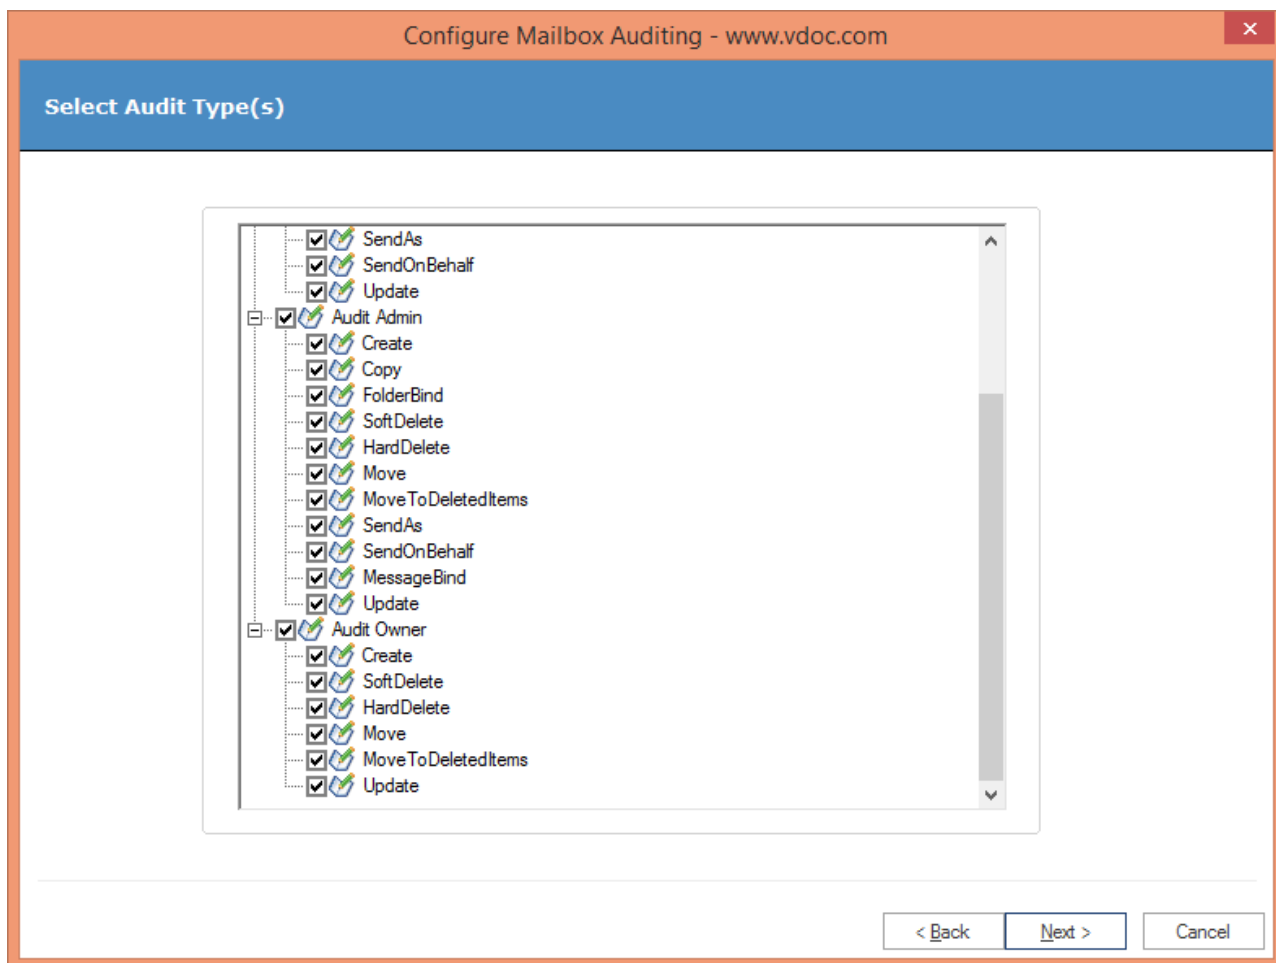 Configure Mailbox Auditing - www.vdoc.com
Select Audit Type(s)
SendAs
SendOnBehalf
Update
Audit Admin
Create
Copy
FolderBind
SoftDelete
HardDelete
Move
MoveToDeletedItems
SendAs
SendOnBehalf
MessageBind
Update
Audit Owner
Create
SoftDelete
HardDelete
Move
MoveToDeletedItems
Update
< Back Next > Cancel